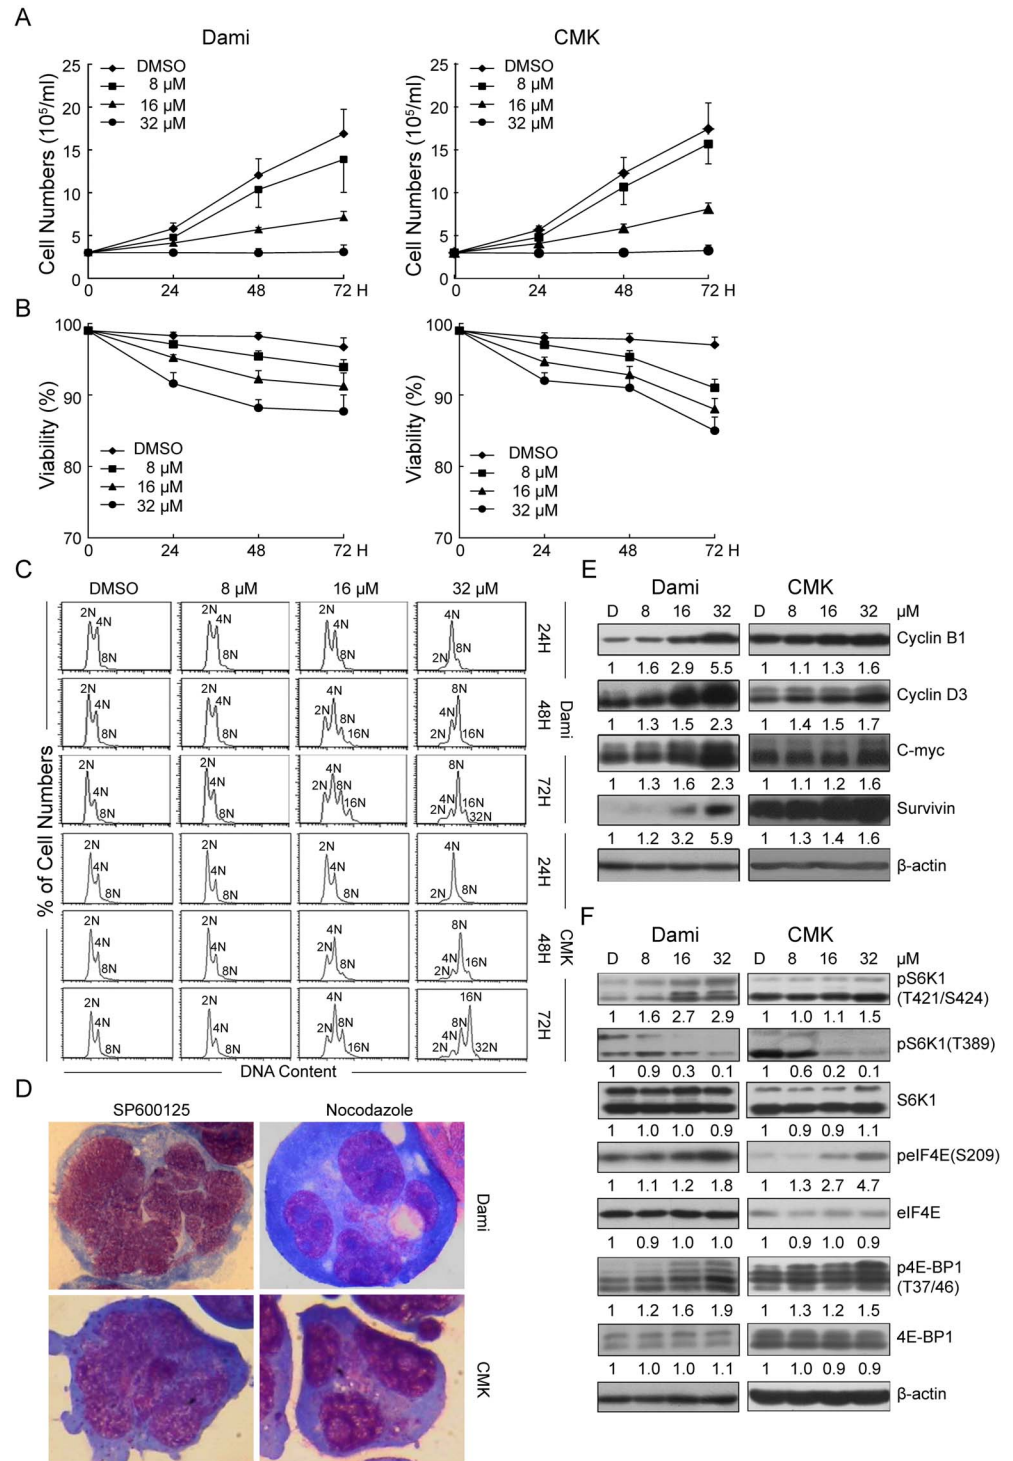 A
Dami
CMK
Cell Numbers (10⁵/ml)
25
20
15
10
5
0
DMSO
8 µM
16 µM
32 µM
0 24 48 72 H
Cell Numbers (10⁵/ml)
25
20
15
10
5
0
DMSO
8 µM
16 µM
32 µM
0 24 48 72 H
B
Viability (%)
100
90
80
70
DMSO
8 µM
16 µM
32 µM
0 24 48 72 H
Viability (%)
100
90
80
70
DMSO
8 µM
16 µM
32 µM
0 24 48 72 H
C
DMSO 8 µM 16 µM 32 µM
% of Cell Numbers
2N 4N 8N
2N 4N 8N
2N 4N 8N
2N 4N 8N
24H
2N 4N 8N
2N 4N 8N
2N 4N 8N 16N
2N 4N 8N 16N
48H
Dami
2N 4N 8N
2N 4N 8N
2N 4N 8N 16N
2N 4N 8N 16N 32N
72H
2N 4N 8N
2N 4N 8N
2N 4N 8N
2N 4N 8N
24H
2N 4N 8N
2N 4N 8N
2N 4N 8N
2N 4N 8N 16N
48H
CMK
2N 4N 8N
2N 4N 8N
2N 4N 8N 16N
2N 4N 8N 16N 32N
72H
DNA Content
D
SP600125 Nocodazole
Dami
CMK
E
Dami CMK
D 8 16 32 D 8 16 32 µM
Cyclin B1
1 1.6 2.9 5.5 1 1.1 1.3 1.6
Cyclin D3
1 1.3 1.5 2.3 1 1.4 1.5 1.7
C-myc
1 1.3 1.6 2.3 1 1.1 1.2 1.6
Survivin
1 1.2 3.2 5.9 1 1.3 1.4 1.6
β-actin
F
Dami CMK
D 8 16 32 D 8 16 32 µM
pS6K1
(T421/S424)
1 1.6 2.7 2.9 1 1.0 1.1 1.5
pS6K1(T389)
1 0.9 0.3 0.1 1 0.6 0.2 0.1
S6K1
1 1.0 1.0 0.9 1 0.9 0.9 1.1
peIF4E(S209)
1 1.1 1.2 1.8 1 1.3 2.7 4.7
eIF4E
1 0.9 1.0 1.0 1 0.9 1.0 0.9
p4E-BP1
(T37/46)
1 1.2 1.6 1.9 1 1.3 1.2 1.5
4E-BP1
1 1.0 1.0 1.1 1 1.0 0.9 0.9
β-actin